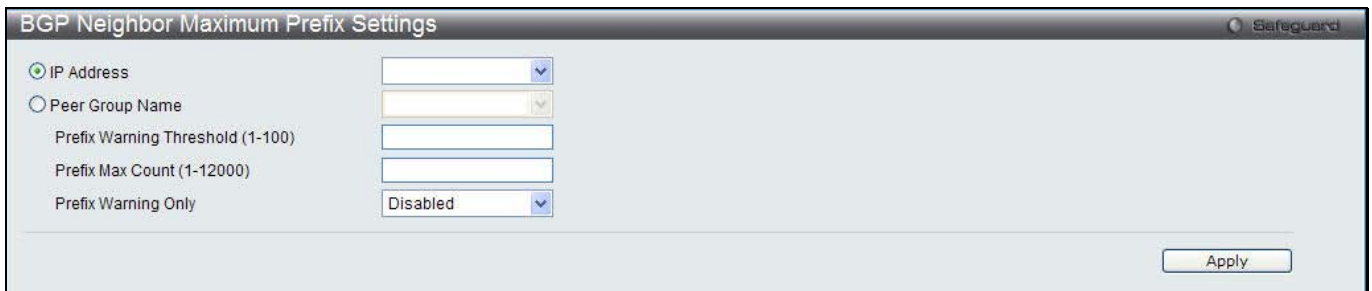 BGP Neighbor Maximum Prefix Settings
Safeguard
IP Address
Peer Group Name
Prefix Warning Threshold (1-100)
Prefix Max Count (1-12000)
Prefix Warning Only
Disabled
Apply